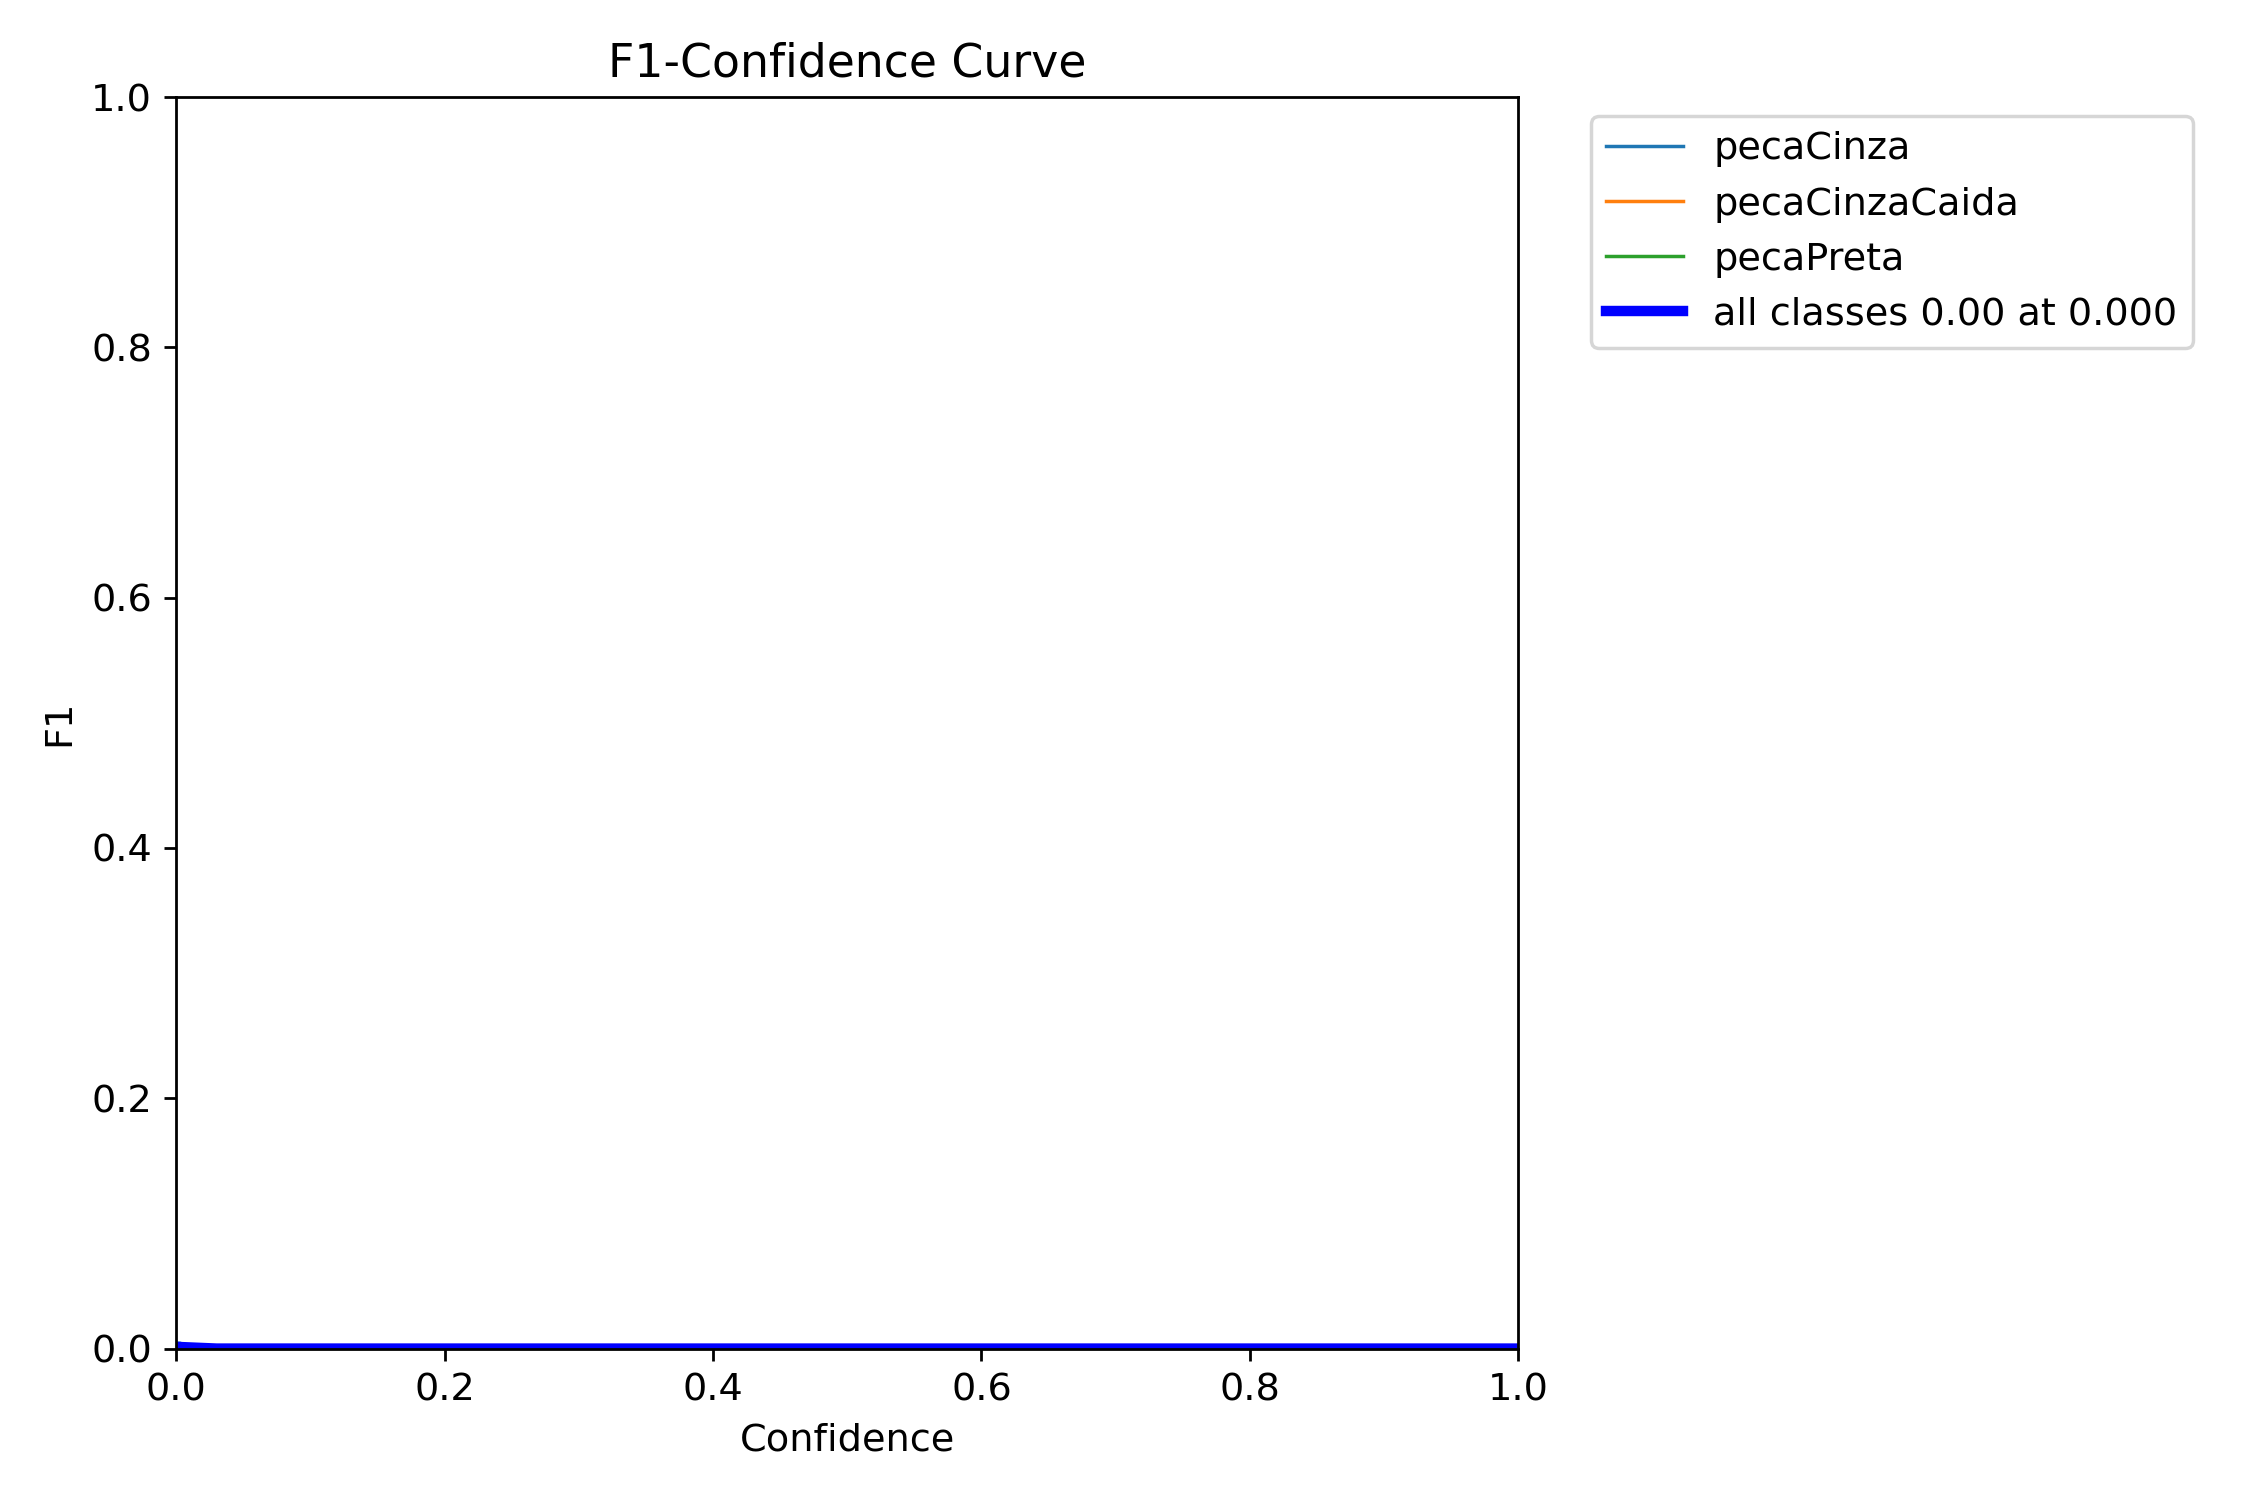 F1-Confidence Curve
1.0
0.8
0.6
0.4
0.2
0.0
F1
0.0 0.2 0.4 0.6 0.8 1.0
Confidence
pecaCinza
pecaCinzaCaida
pecaPreta
all classes 0.00 at 0.000